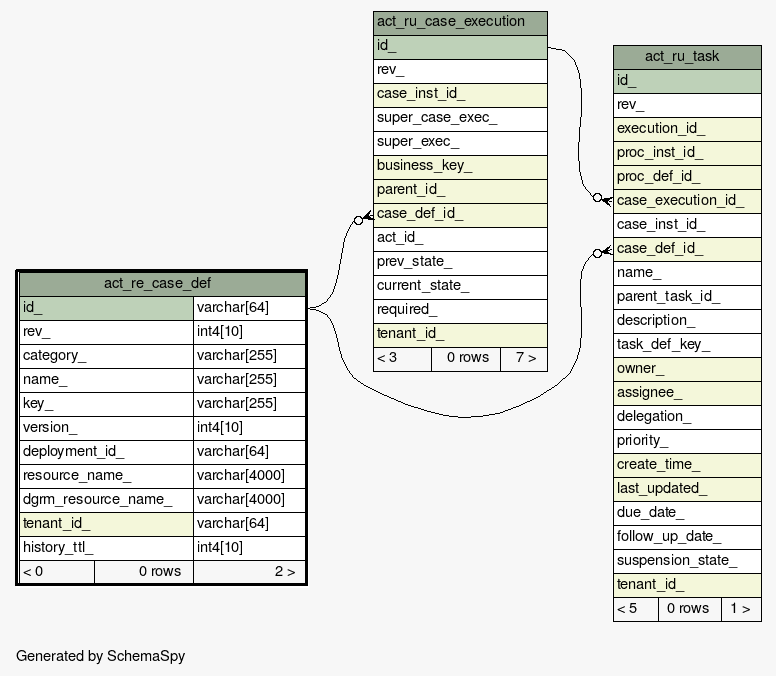 act_ru_case_execution
id_
rev_
case_inst_id_
super_case_exec_
super_exec_
business_key_
parent_id_
case_def_id_
act_id_
prev_state_
current_state_
required_
tenant_id_
< 3 0 rows 7 >
act_ru_task
id_
rev_
execution_id_
proc_inst_id_
proc_def_id_
case_execution_id_
case_inst_id_
case_def_id_
name_
parent_task_id_
description_
task_def_key_
owner_
assignee_
delegation_
priority_
create_time_
last_updated_
due_date_
follow_up_date_
suspension_state_
tenant_id_
< 5 0 rows 1 >
act_re_case_def
id_ varchar[64]
rev_ int4[10]
category_ varchar[255]
name_ varchar[255]
key_ varchar[255]
version_ int4[10]
deployment_id_ varchar[64]
resource_name_ varchar[4000]
dgrm_resource_name_ varchar[4000]
tenant_id_ varchar[64]
history_ttl_ int4[10]
< 0 0 rows 2 >
Generated by SchemaSpy